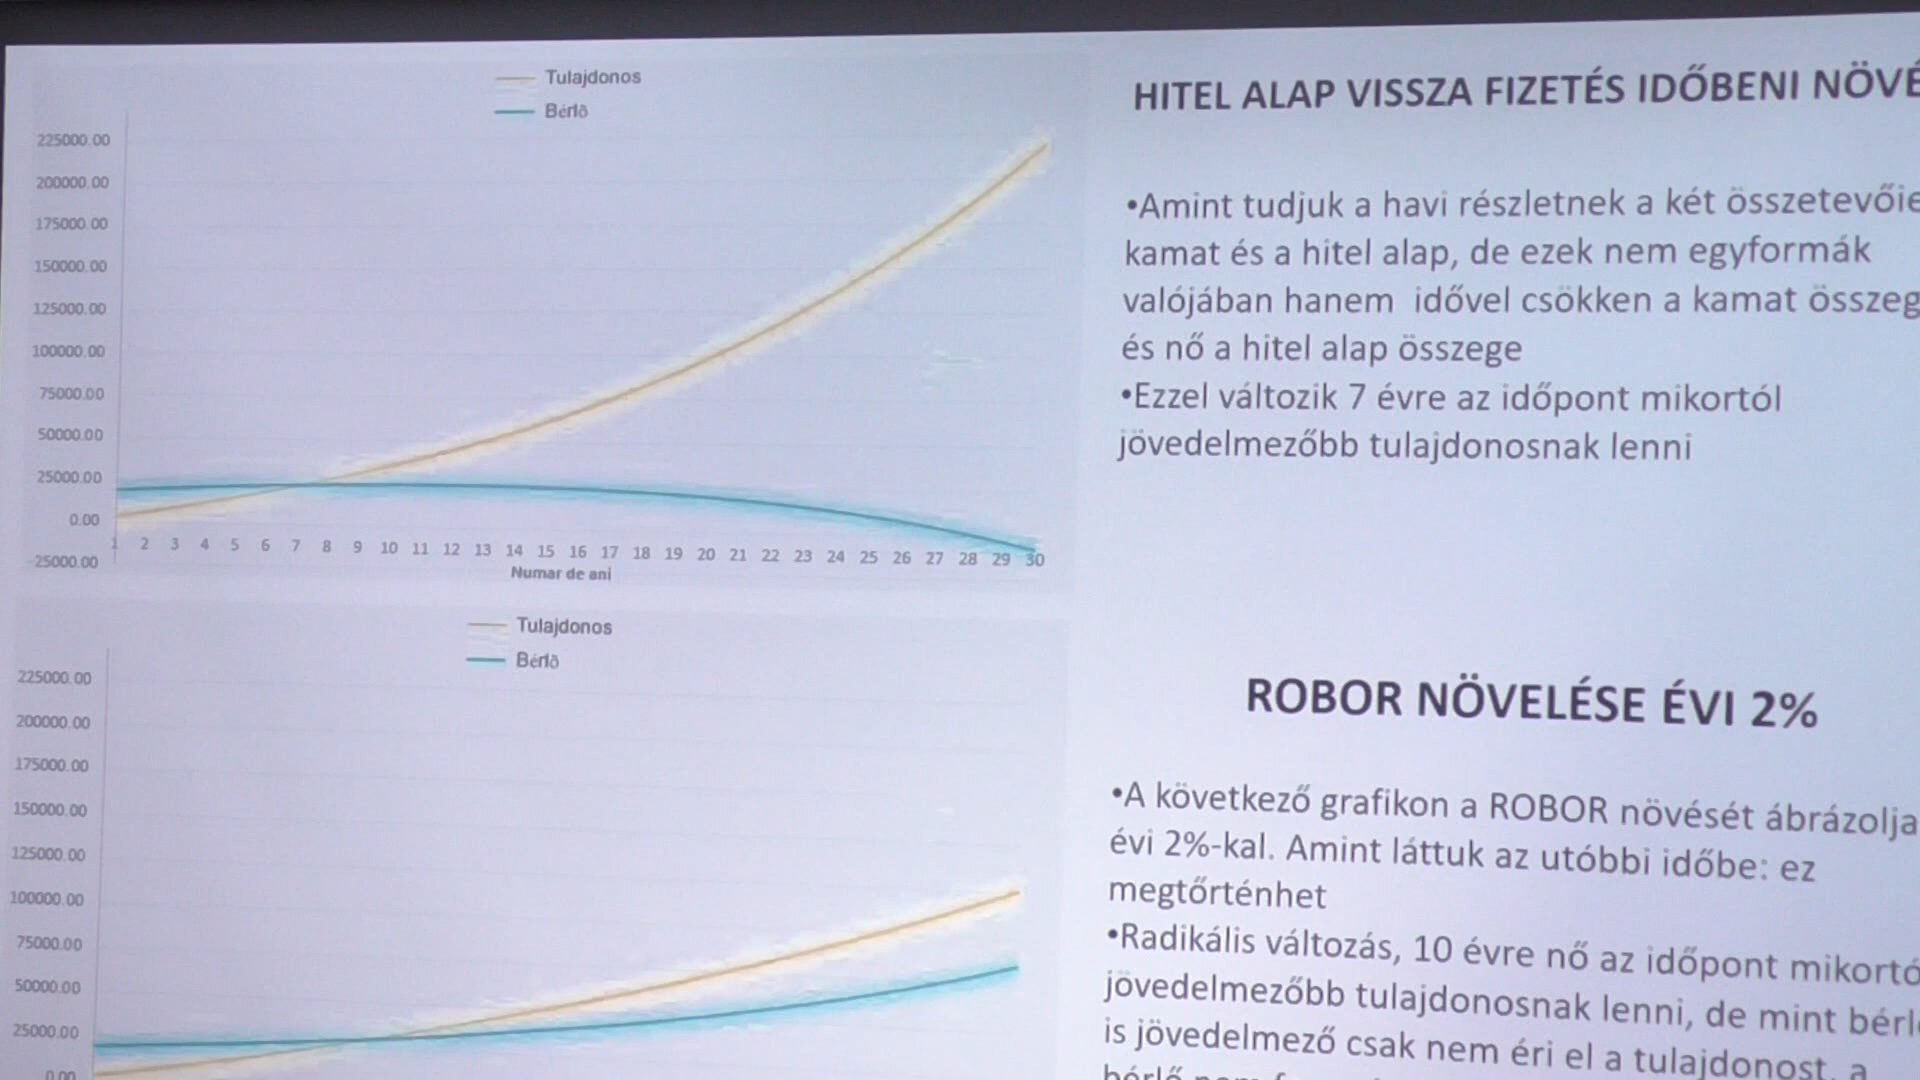 Tulajdonos
Bérlő
225000.00
200000.00
175000.00
150000.00
125000.00
100000.00
75000.00
50000.00
25000.00
0.00
-25000.00
1 2 3 4 5 6 7 8 9 10 11 12 13 14 15 16 17 18 19 20 21 22 23 24 25 26 27 28 29 30
Numar de ani
HITEL ALAP VISSZA FIZETÉS IDŐBENI NÖVÉ
•Amint tudjuk a havi részletnek a két összetevőie
kamat és a hitel alap, de ezek nem egyformák
valójában hanem idővel csökken a kamat összeg
és nő a hitel alap összege
•Ezzel változik 7 évre az időpont mikortól
jövedelmezőbb tulajdonosnak lenni
Tulajdonos
Bérlő
225000.00
200000.00
175000.00
150000.00
125000.00
100000.00
75000.00
50000.00
25000.00
0.00
ROBOR NÖVELÉSE ÉVI 2%
•A következő grafikon a ROBOR növését ábrázolja
évi 2%-kal. Amint láttuk az utóbbi időbe: ez
megtőrténhet
•Radikális változás, 10 évre nő az időpont mikortó
jövedelmezőbb tulajdonosnak lenni, de mint bérl
is jövedelmező csak nem éri el a tulajdonost, a
bérlő nem